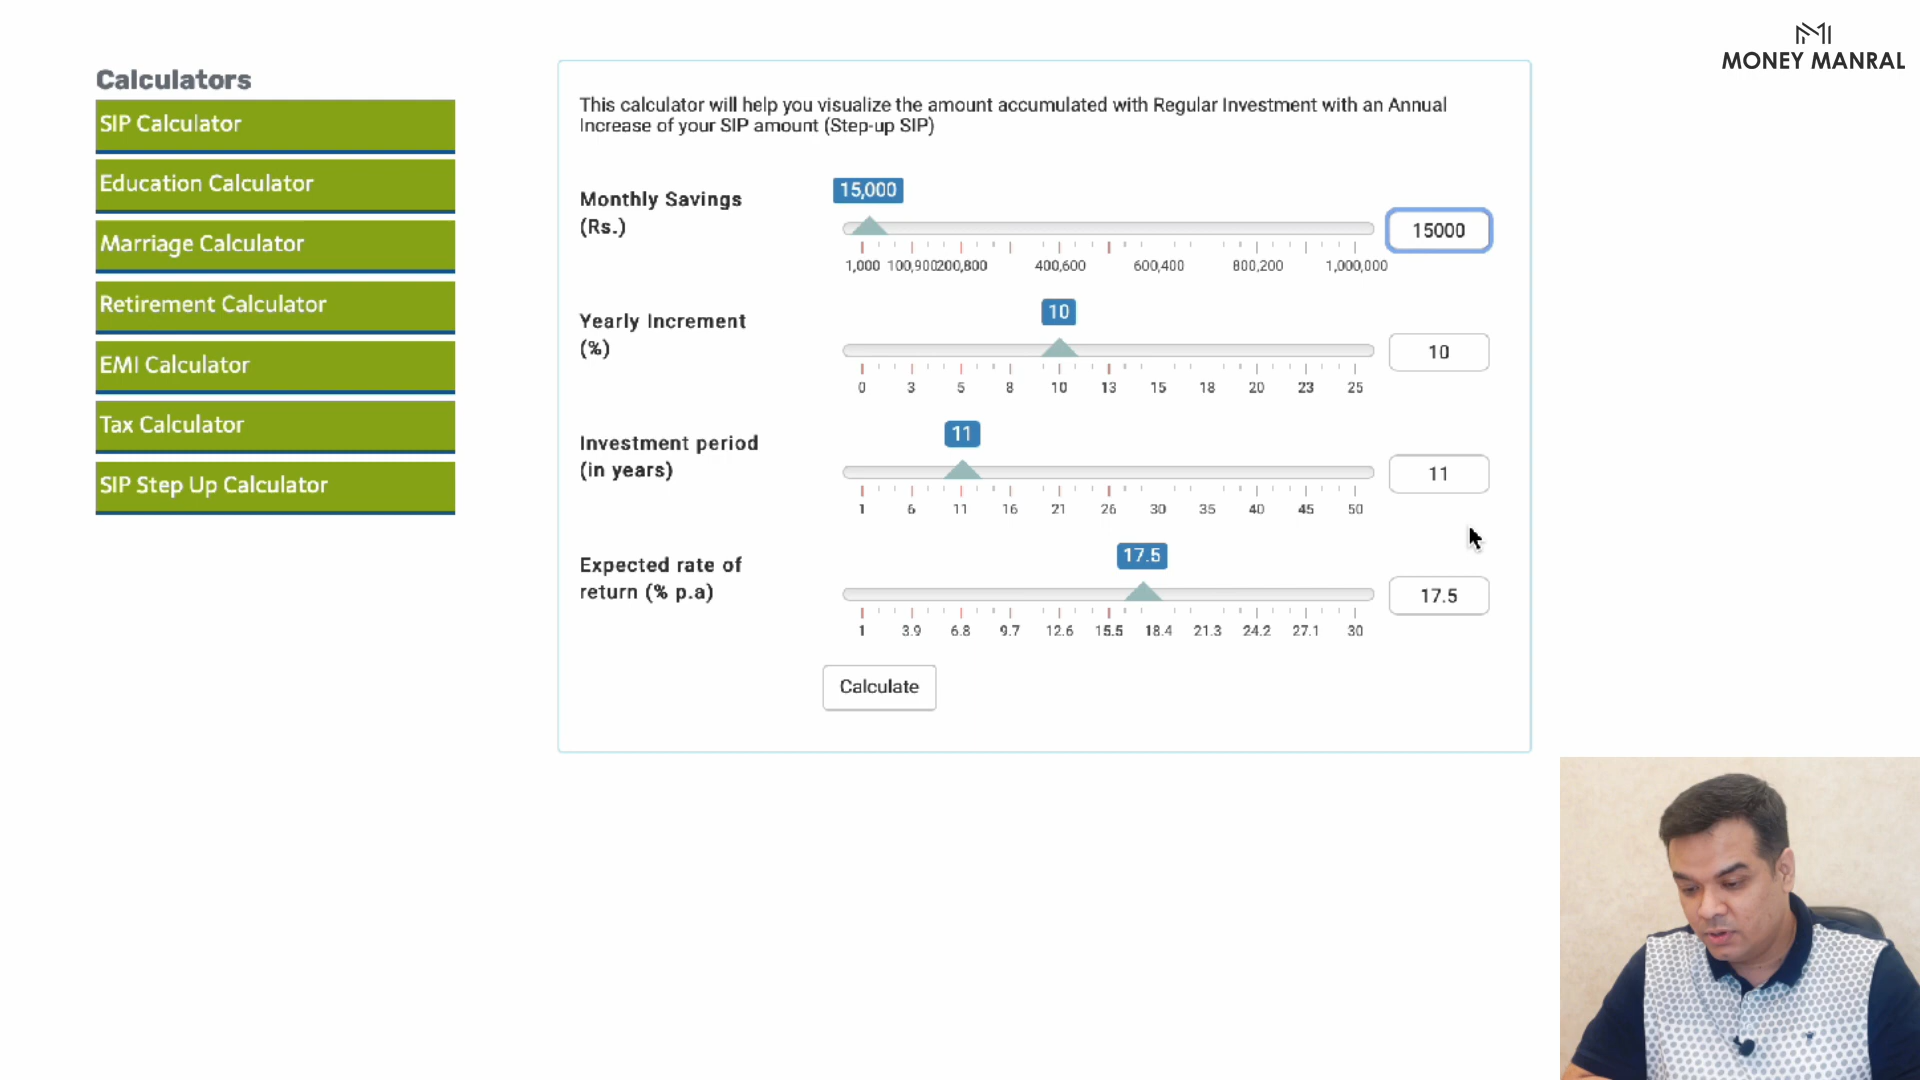 MONEY MANRAL
Calculators
SIP Calculator
Education Calculator
Marriage Calculator
Retirement Calculator
EMI Calculator
Tax Calculator
SIP Step Up Calculator
This calculator will help you visualize the amount accumulated with Regular Investment with an Annual
Increase of your SIP amount (Step-up SIP)
Monthly Savings
(Rs.)
15,000
1,000 100,900 200,800 400,600 600,400 800,200 1,000,000
15000
Yearly Increment
(%)
10
0 3 5 8 10 13 15 18 20 23 25
10
Investment period
(in years)
11
1 6 11 16 21 26 30 35 40 45 50
11
Expected rate of
return (% p.a)
17.5
1 3.9 6.8 9.7 12.6 15.5 18.4 21.3 24.2 27.1 30
17.5
Calculate